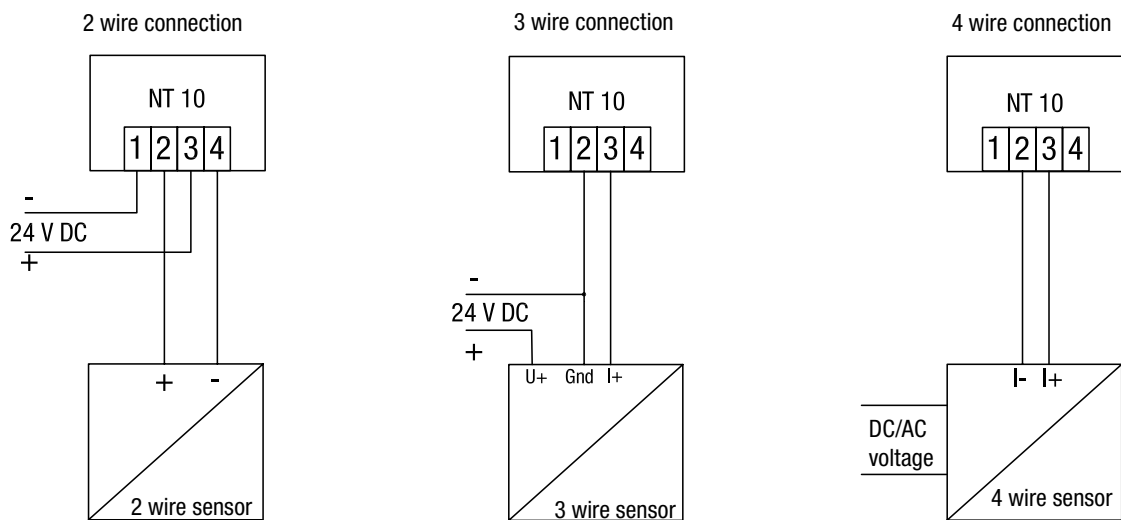 2 wire connection
NT 10
1 2 3 4
-
24 V DC
+
+ -
2 wire sensor
3 wire connection
NT 10
1 2 3 4
-
24 V DC
+
U+ Gnd I+
3 wire sensor
4 wire connection
NT 10
1 2 3 4
I- I+
DC/AC
voltage
4 wire sensor